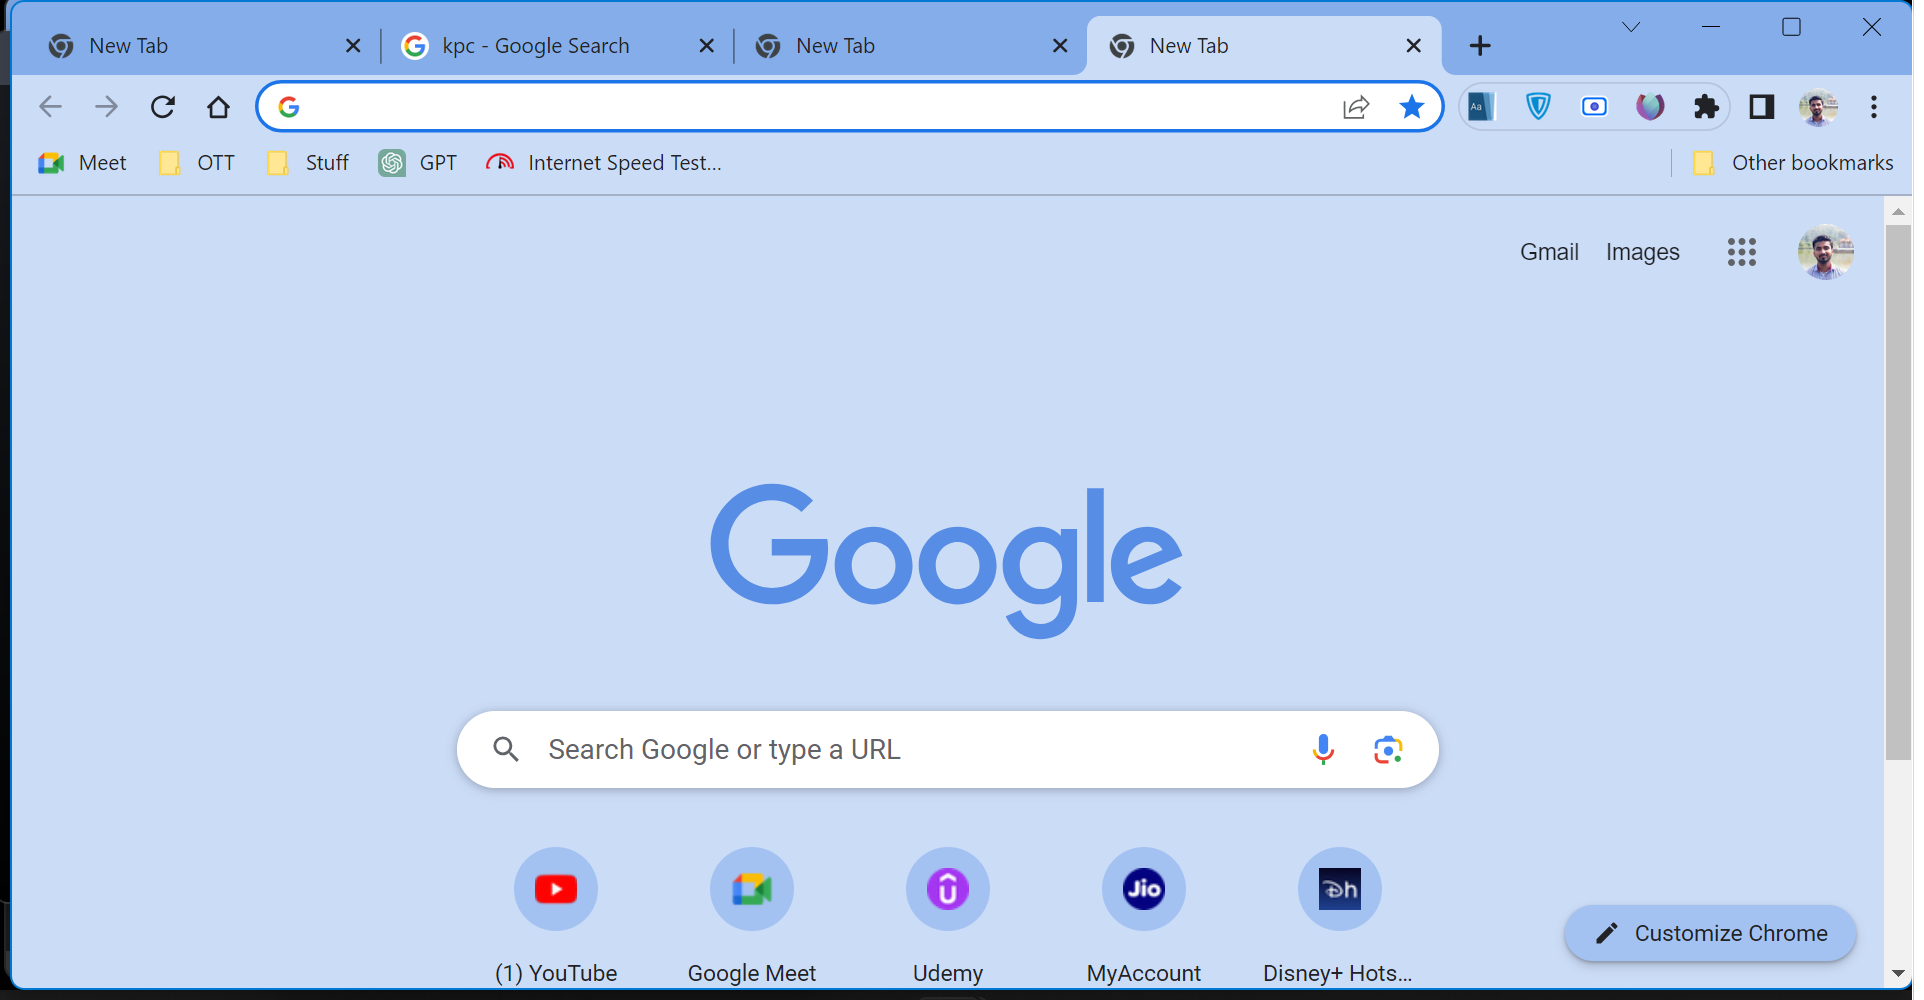 New Tab
kpc - Google Search
New Tab
New Tab
Meet
OTT
Stuff
GPT
Internet Speed Test...
Other bookmarks
Gmail
Images
Google
Search Google or type a URL
Jio
(1) YouTube
Google Meet
Udemy
MyAccount
Disney+ Hots...
Customize Chrome